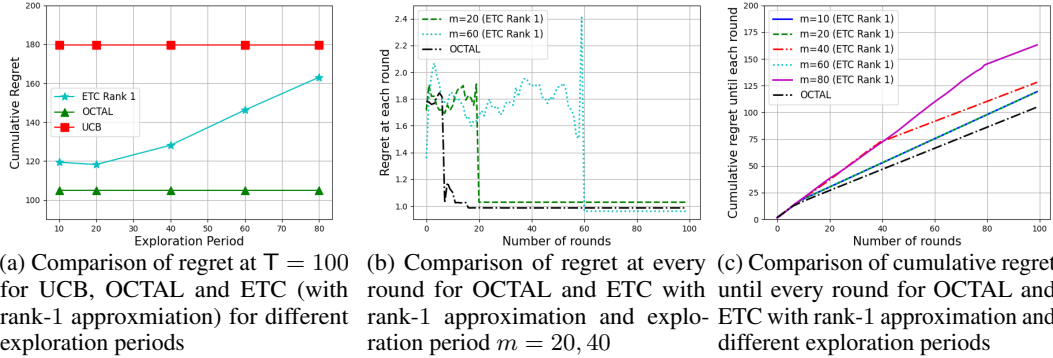 200
180
160
140
120
100
Cumulative Regret
ETC Rank 1
OCTAL
UCB
10 20 30 40 50 60 70 80
Exploration Period
2.4
2.2
2.0
1.8
1.6
1.4
1.2
1.0
Regret at each round
m=20 (ETC Rank 1)
m=60 (ETC Rank 1)
OCTAL
0 20 40 60 80 100
Number of rounds
200
175
150
125
100
75
50
25
0
Cumulative regret until each round
m=10 (ETC Rank 1)
m=20 (ETC Rank 1)
m=40 (ETC Rank 1)
m=60 (ETC Rank 1)
m=80 (ETC Rank 1)
OCTAL
0 20 40 60 80 100
Number of rounds
(a) Comparison of regret at T = 100
for UCB, OCTAL and ETC (with
rank-1 approxmiation) for different
exploration periods
(b) Comparison of regret at every
round for OCTAL and ETC with
rank-1 approximation and explo-
ration period m = 20, 40
(c) Comparison of cumulative regret
until every round for OCTAL and
ETC with rank-1 approximation and
different exploration periods